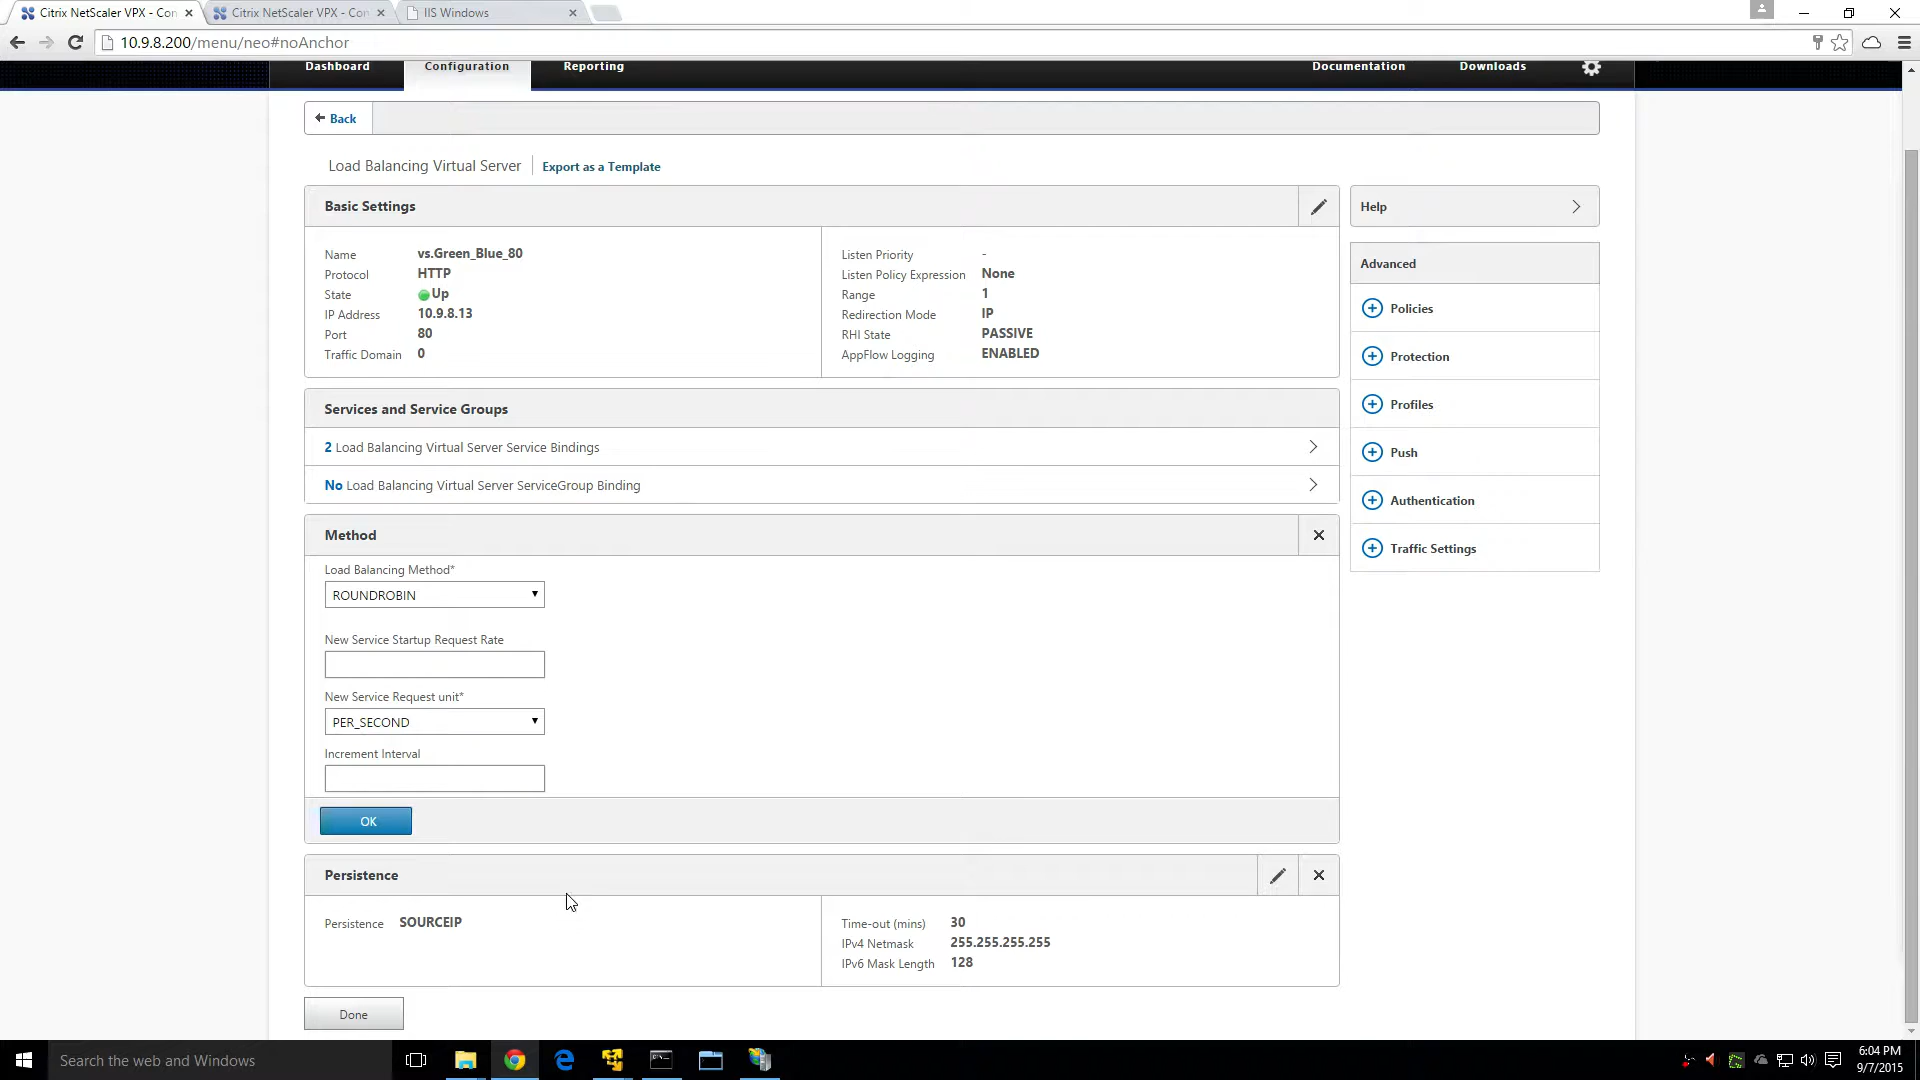 Citrix NetScaler VPX - Con
Citrix NetScaler VPX - Con
IIS Windows
10.9.8.200/menu/neo#noAnchor
Dashboard
Configuration
Reporting
Documentation
Downloads
Back
Load Balancing Virtual Server
Export as a Template
Basic Settings
Name vs.Green_Blue_80
Protocol HTTP
State Up
IP Address 10.9.8.13
Port 80
Traffic Domain 0
Listen Priority -
Listen Policy Expression None
Range 1
Redirection Mode IP
RHI State PASSIVE
AppFlow Logging ENABLED
Services and Service Groups
2 Load Balancing Virtual Server Service Bindings
No Load Balancing Virtual Server ServiceGroup Binding
Method
Load Balancing Method*
ROUNDROBIN
New Service Startup Request Rate
New Service Request unit*
PER_SECOND
Increment Interval
OK
Persistence
Persistence SOURCEIP
Time-out (mins) 30
IPv4 Netmask 255.255.255.255
IPv6 Mask Length 128
Done
Help
Advanced
Policies
Protection
Profiles
Push
Authentication
Traffic Settings
Search the web and Windows
6:04 PM
9/7/2015